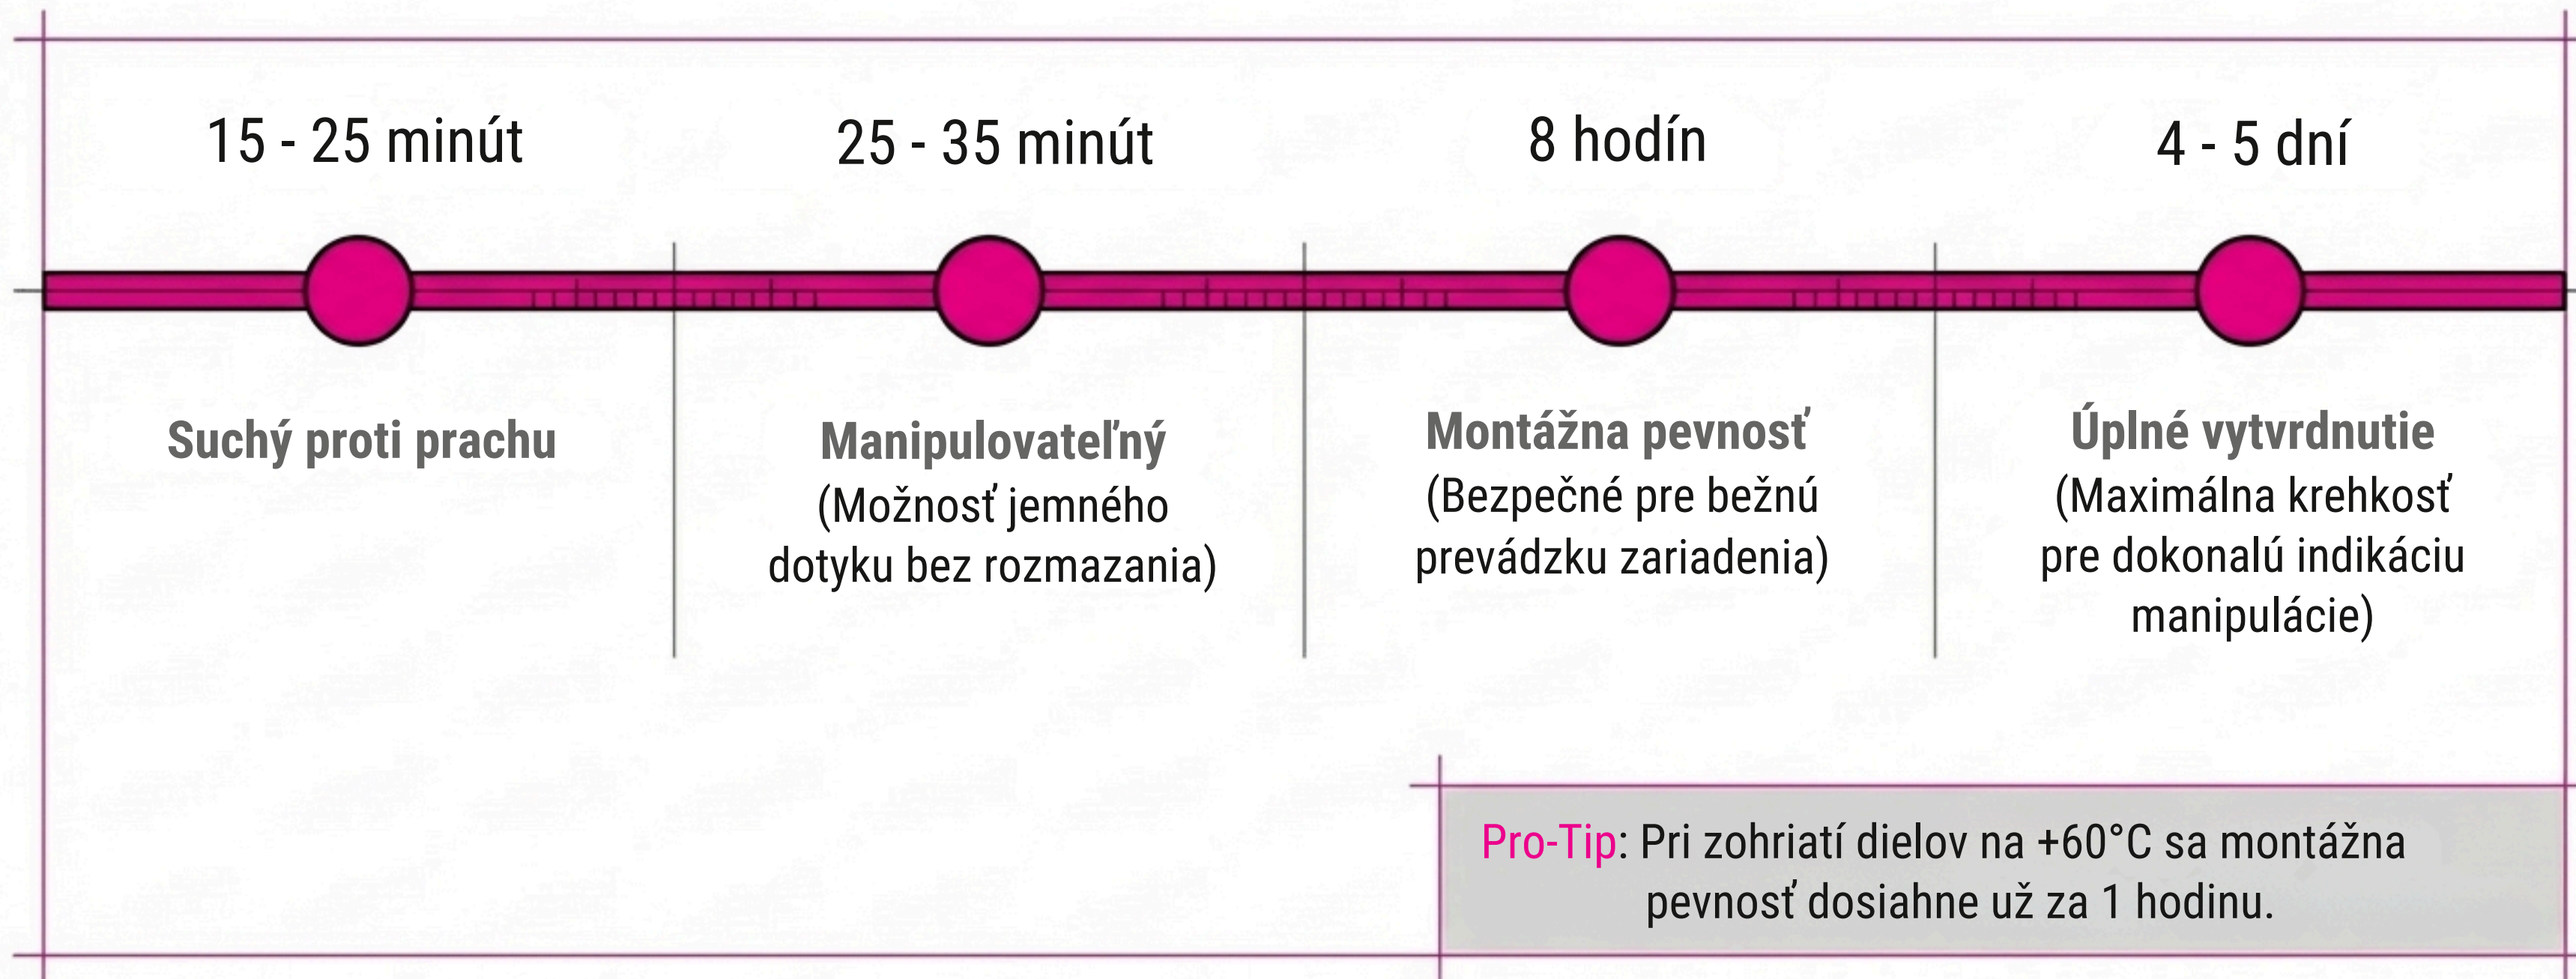 15 - 25 minút
25 - 35 minút
8 hodín
4 - 5 dní
Suchý proti prachu
Manipulovateľný
(Možnosť jemného
dotyku bez rozmazania)
Montážna pevnosť
(Bezpečné pre bežnú
prevádzku zariadenia)
Úplné vytvrdnutie
(Maximálna krehkosť
pre dokonalú indikáciu
manipulácie)
Pro-Tip: Pri zohriatí dielov na +60°C sa montážna
pevnosť dosiahne už za 1 hodinu.